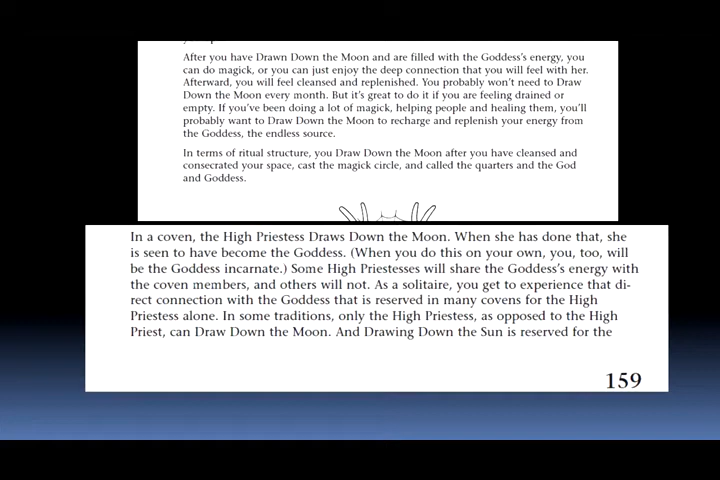 After you have Drawn Down the Moon and are filled with the Goddess's energy, you
can do magick, or you can just enjoy the deep connection that you will feel with her.
Afterward, you will feel cleansed and replenished. You probably won't need to Draw
Down the Moon every month. But it's great to do it if you are feeling drained or
empty. If you've been doing a lot of magick, helping people and healing them, you'll
probably want to Draw Down the Moon to recharge and replenish your energy from
the Goddess, the endless source.
In terms of ritual structure, you Draw Down the Moon after you have cleansed and
consecrated your space, cast the magick circle, and called the quarters and the God
and Goddess.
In a coven, the High Priestess Draws Down the Moon. When she has done that, she
is seen to have become the Goddess. (When you do this on your own, you, too, will
be the Goddess incarnate.) Some High Priestesses will share the Goddess's energy with
the coven members, and others will not. As a solitaire, you get to experience that di-
rect connection with the Goddess that is reserved in many covens for the High
Priestess alone. In some traditions, only the High Priestess, as opposed to the High
Priest, can Draw Down the Moon. And Drawing Down the Sun is reserved for the
159